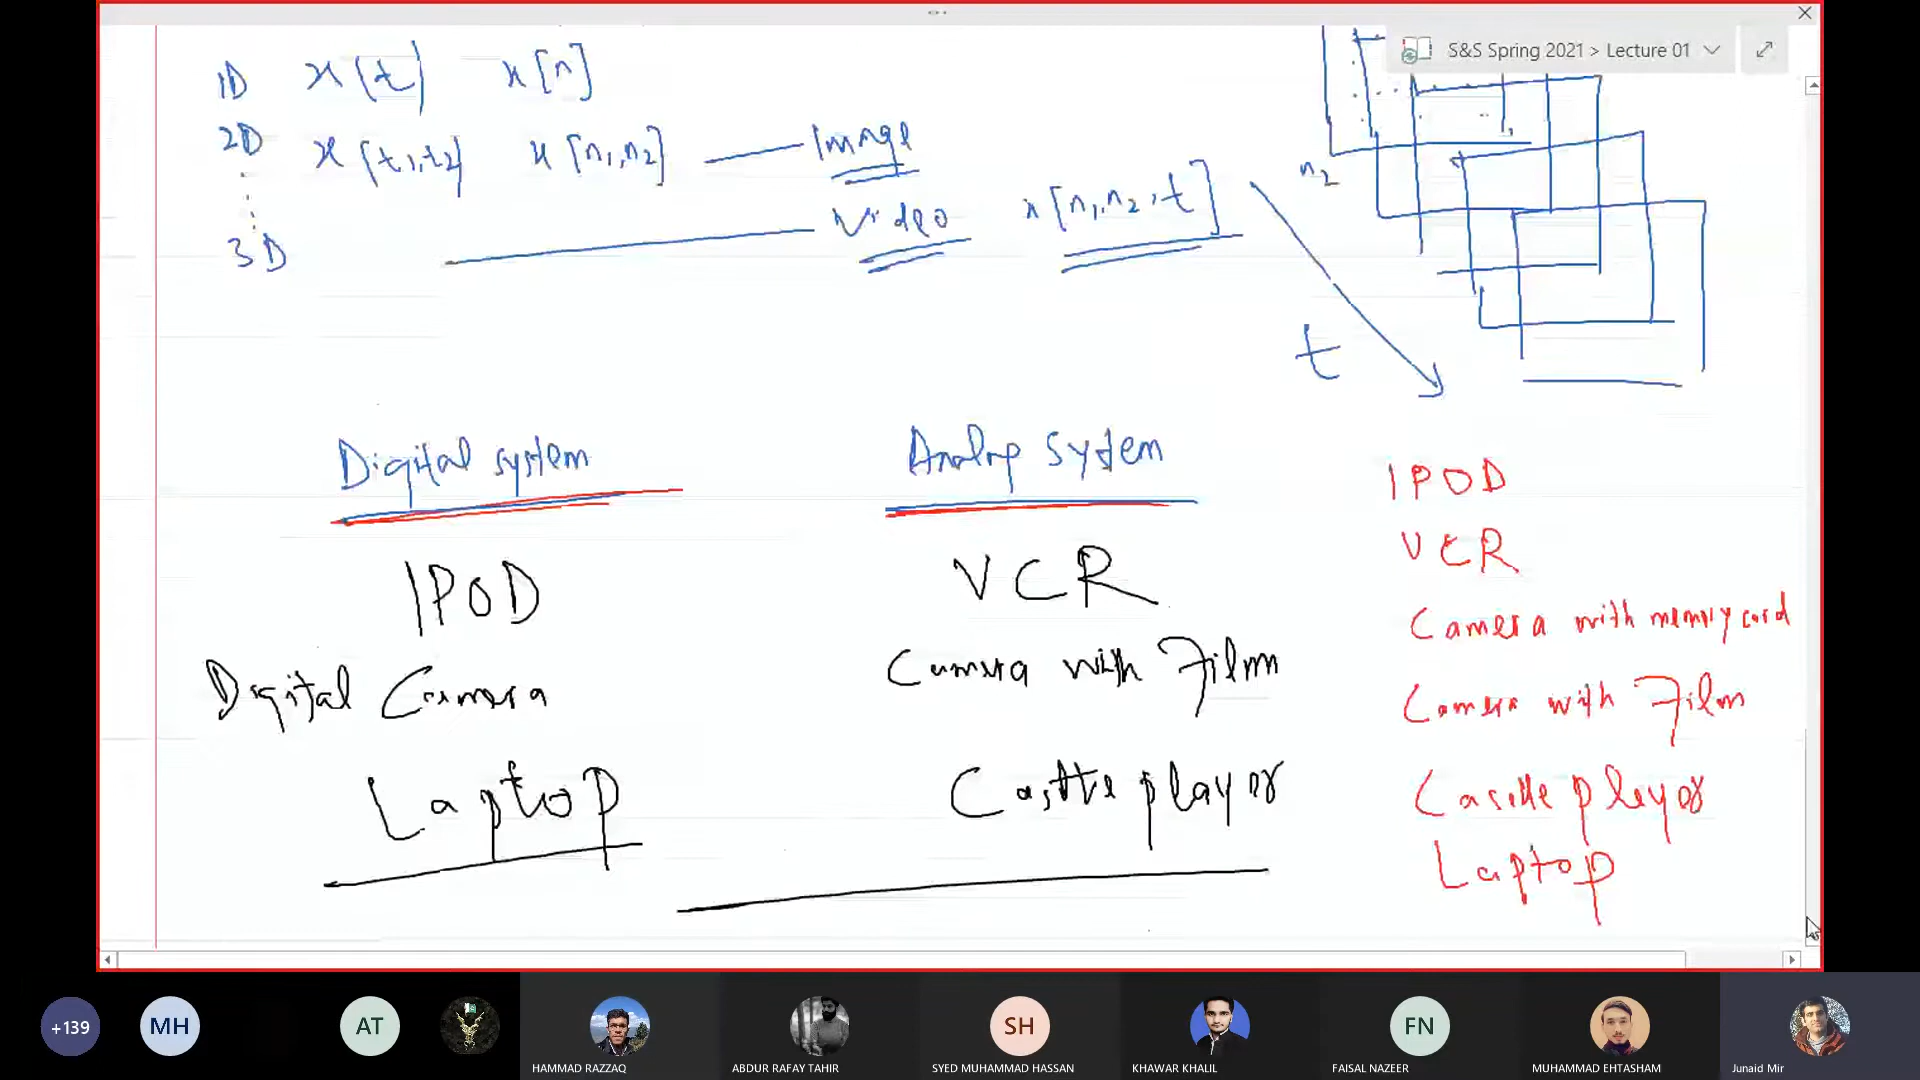 S&S Spring 2021 > Lecture 01
1D x(t) x[n]
2D x(t1,t2) x[n1,n2] Image
n2
Video x[n1,n2,t]
3D
t
Digital system Analog system
IPOD
VCR
Camera with memory card
Camera with Film
Casette player
Laptop
IPOD VCR
Digital Camera Camera with Film
Laptop Castte player
+139 MH AT SH FN
HAMMAD RAZZAQ ABDUR RAFAY TAHIR SYED MUHAMMAD HASSAN KHAWAR KHALIL FAISAL NAZEER MUHAMMAD EHTASHAM Junaid Mir